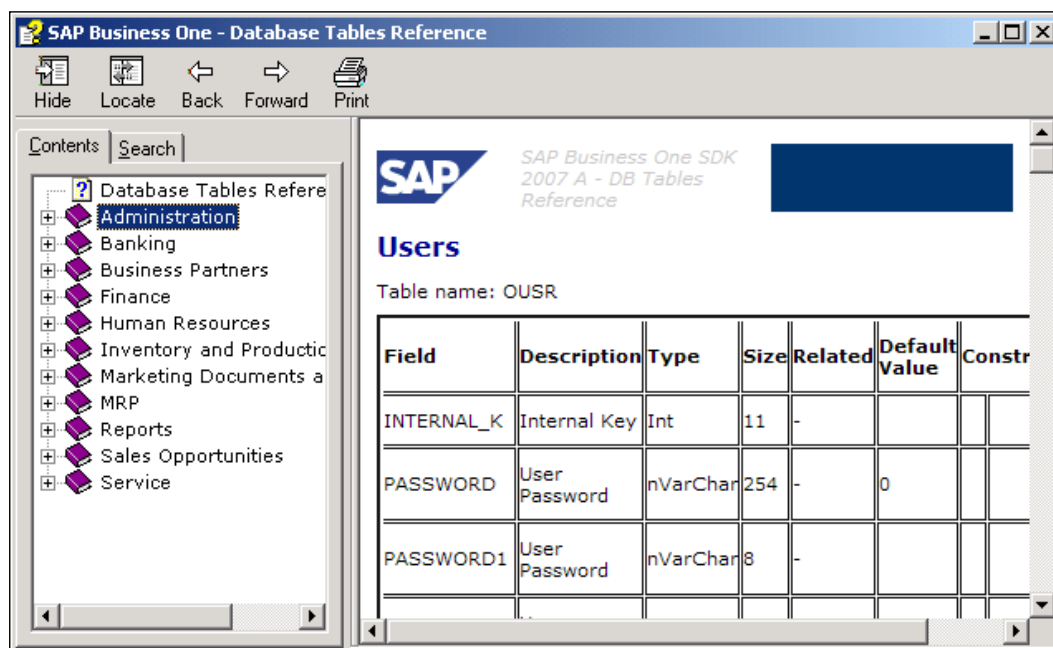 SAP Business One - Database Tables Reference
Hide Locate Back Forward Print
Contents Search
? Database Tables Refere
Administration
Banking
Business Partners
Finance
Human Resources
Inventory and Productic
Marketing Documents a
MRP
Reports
Sales Opportunities
Service
SAP
SAP Business One SDK
2007 A - DB Tables
Reference
Users
Table name: OUSR
Field Description Type Size Related Default Value Constr
INTERNAL_K Internal Key Int 11 -
PASSWORD User Password nVarChar 254 - 0
PASSWORD1 User Password nVarChar 8 -